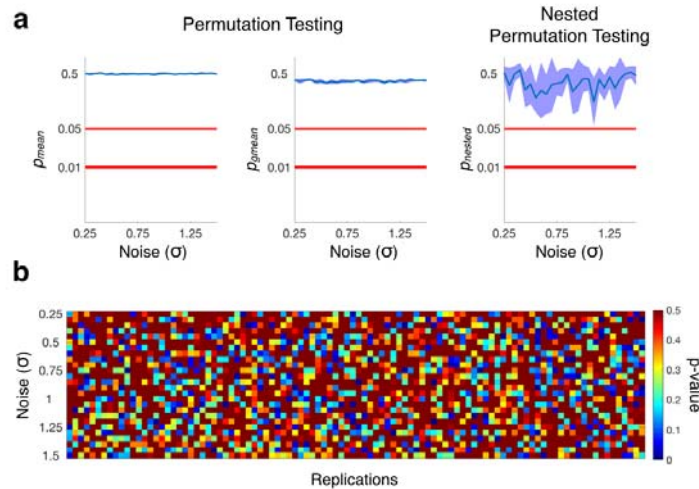 a
Permutation Testing
Nested
Permutation Testing
0.5
0.05
0.01
p_mean
0.25 0.75 1.25
Noise (σ)
0.5
0.05
0.01
p_gmean
0.25 0.75 1.25
Noise (σ)
0.5
0.05
0.01
p_nested
0.25 0.75 1.25
Noise (σ)
b
0.25
0.5
0.75
1
1.25
1.5
Noise (σ)
Replications
0.5
0.4
0.3
0.2
0.1
0
p-value